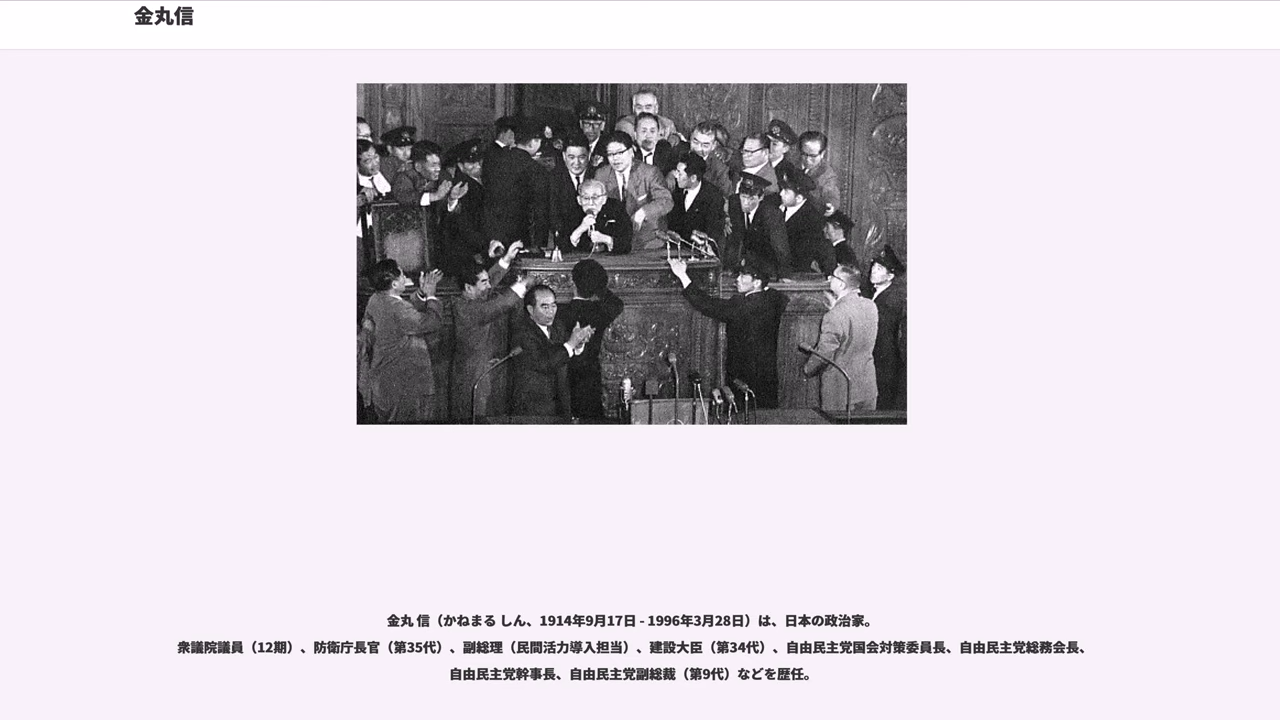 金丸信
金丸 信（かねまる しん、1914年9月17日 - 1996年3月28日）は、日本の政治家。
衆議院議員（12期）、防衛庁長官（第35代）、副総理（民間活力導入担当）、建設大臣（第34代）、自由民主党国会対策委員長、自由民主党総務会長、
自由民主党幹事長、自由民主党副総裁（第9代）などを歴任。